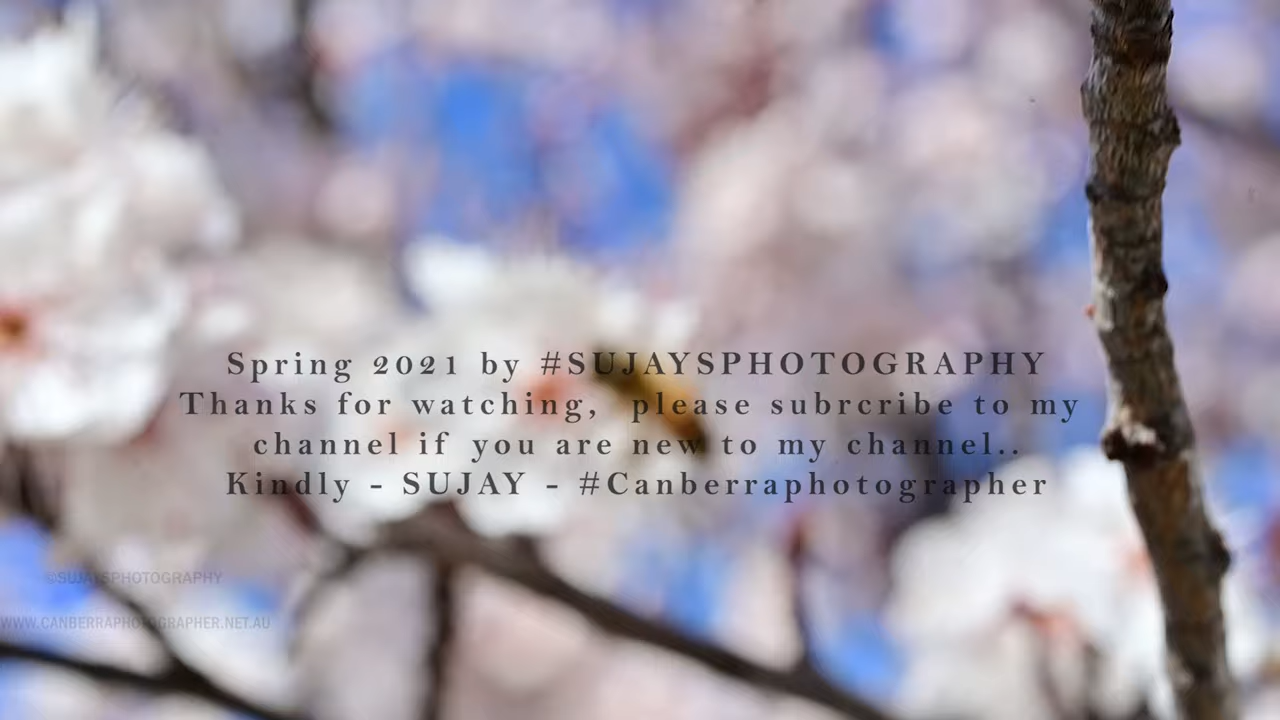 Spring 2021 by #SUJAYSPHOTOGRAPHY
Thanks for watching, please subrcribe to my
channel if you are new to my channel..
Kindly - SUJAY - #Canberraphotographer
©SUJAYSPHOTOGRAPHY
WWW.CANBERRAPHOTOGRAPHER.NET.AU